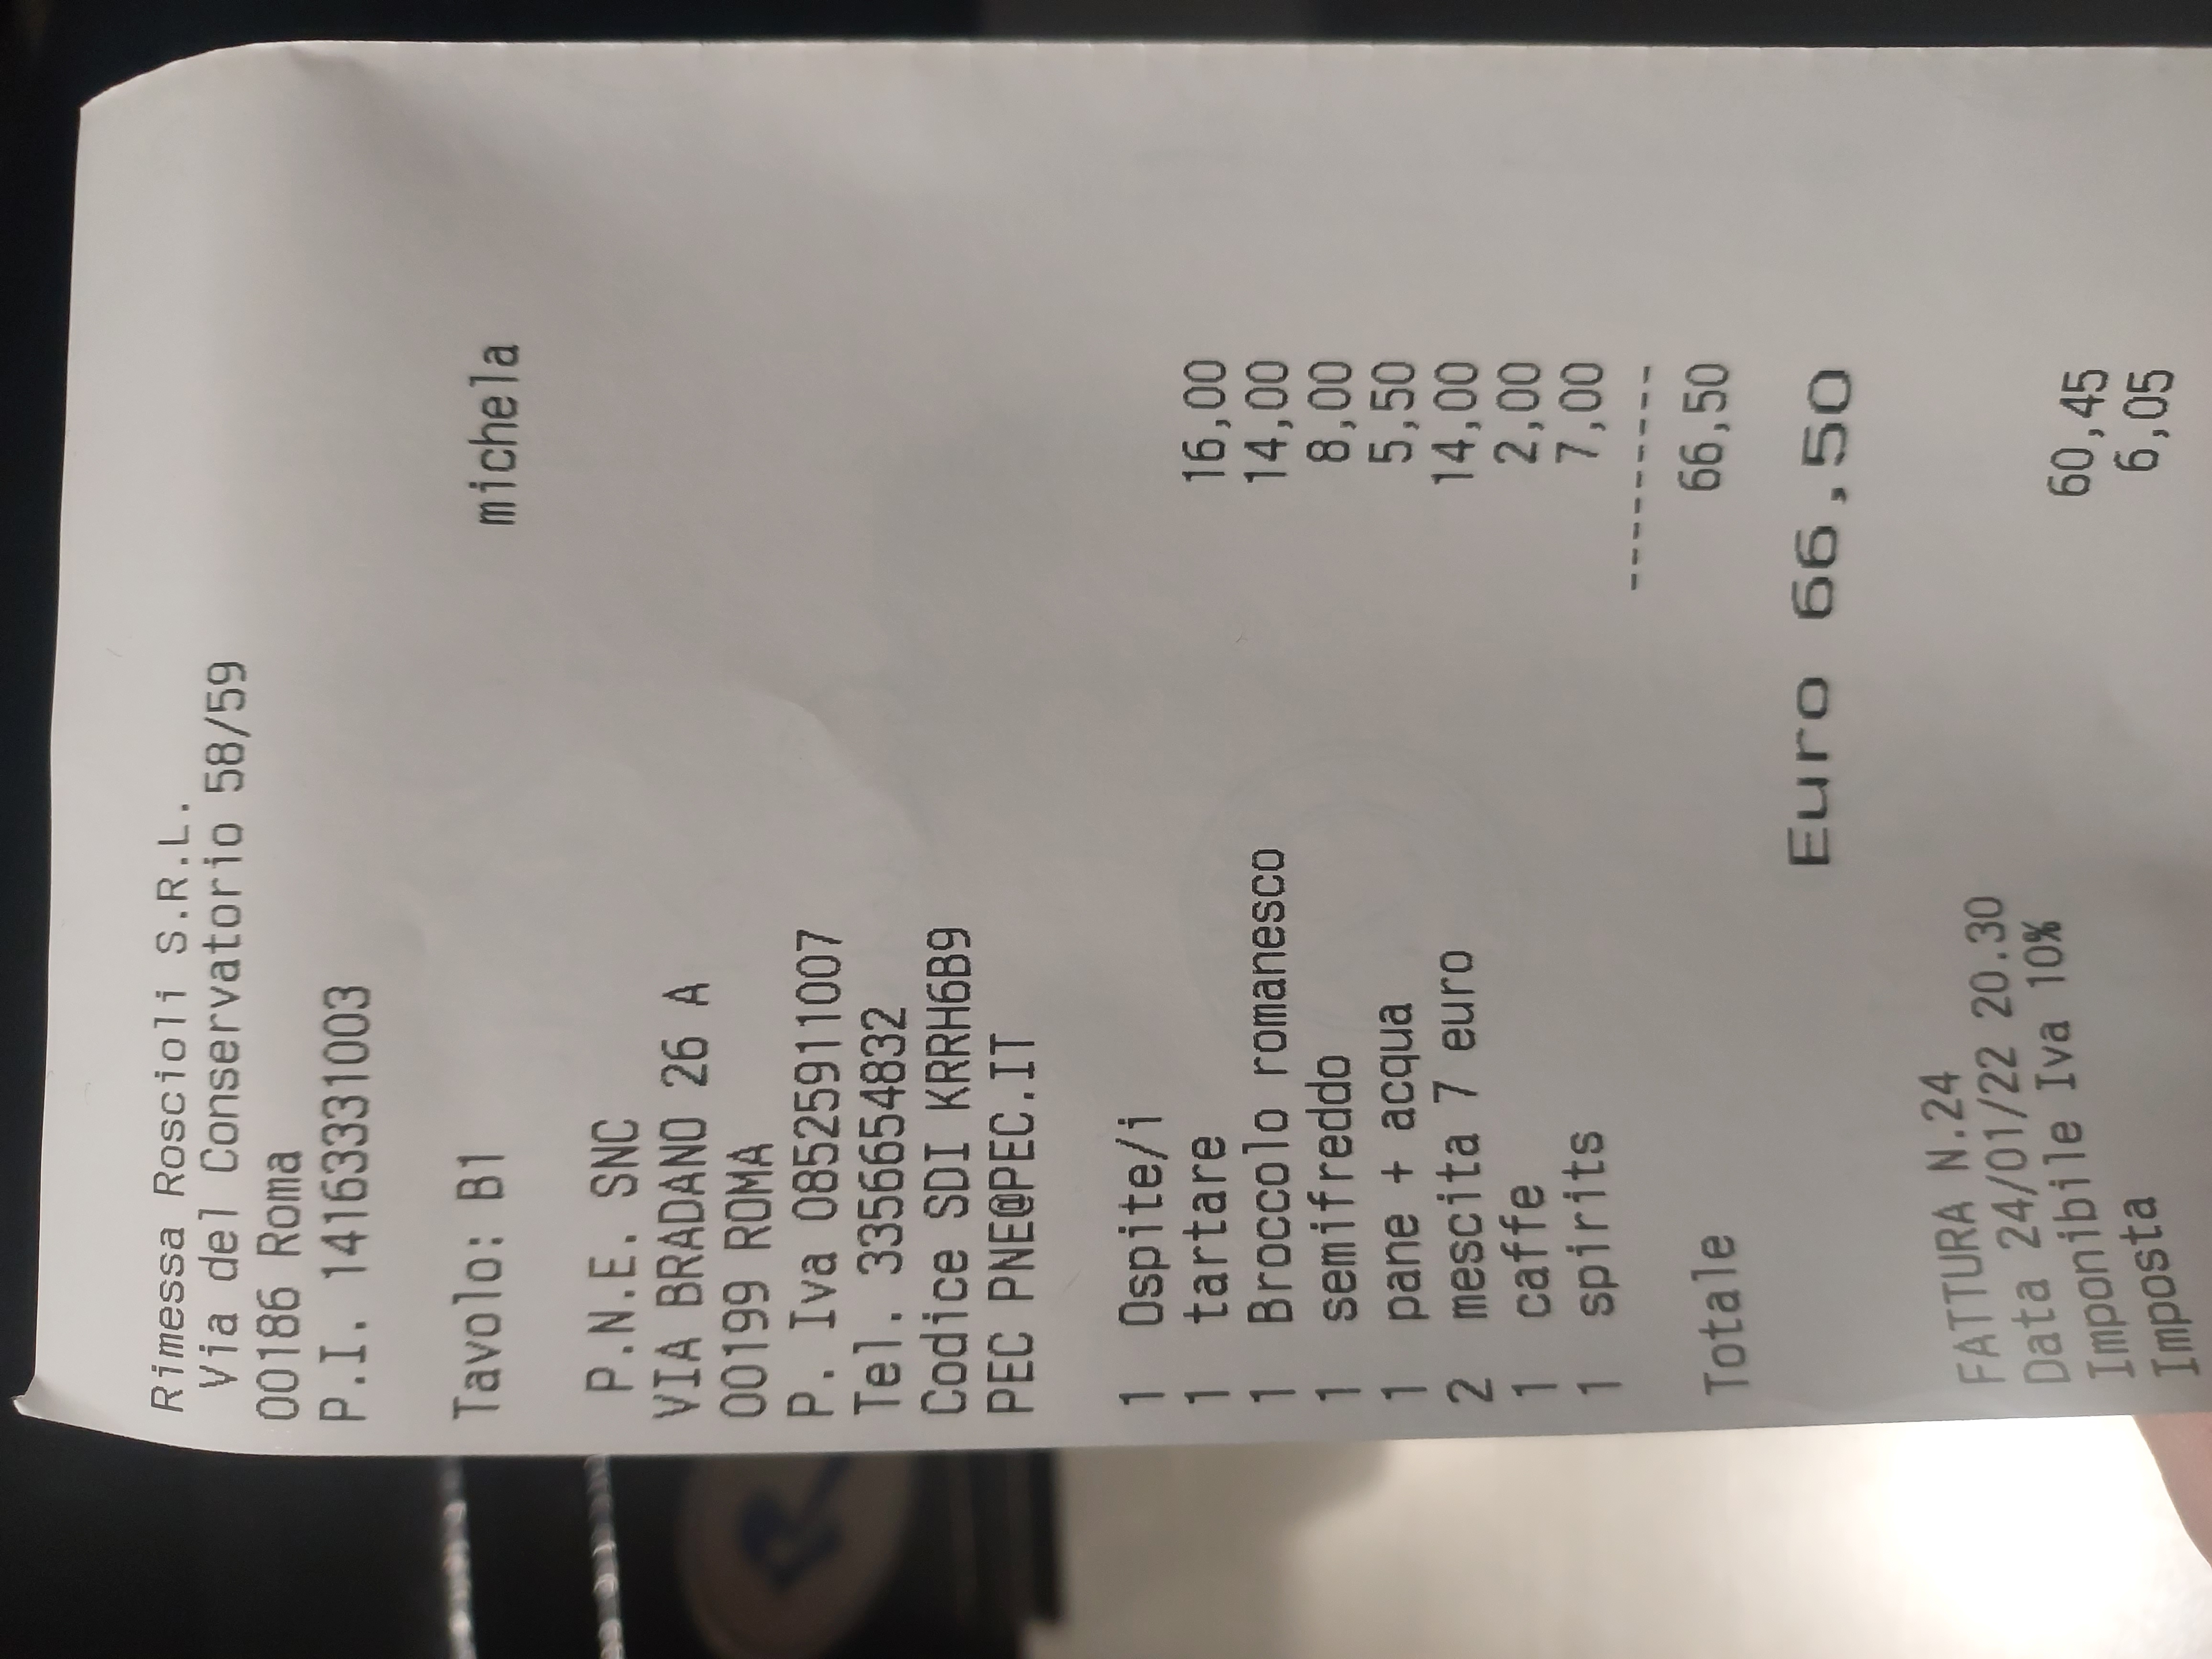 Rimessa Roscioli S.R.L.
Via del Conservatorio 58/59
00186 Roma
P.I. 14163331003
Tavolo: B1 michela
P.N.E. SNC
VIA BRADANO 26 A
00199 ROMA
P. Iva 08525911007
Tel. 3356654832
Codice SDI KRRH6B9
PEC PNE@PEC.IT
1 Ospite/i
1 tartare 16,00
1 Broccolo romanesco 14,00
1 semifreddo 8,00
1 pane + acqua 5,50
2 mescita 7 euro 14,00
1 caffe 2,00
1 spirits 7,00
---------
Totale 66,50
Euro 66,50
FATTURA N.24
Data 24/01/22 20.30
Imponibile Iva 10% 60,45
Imposta 6,05